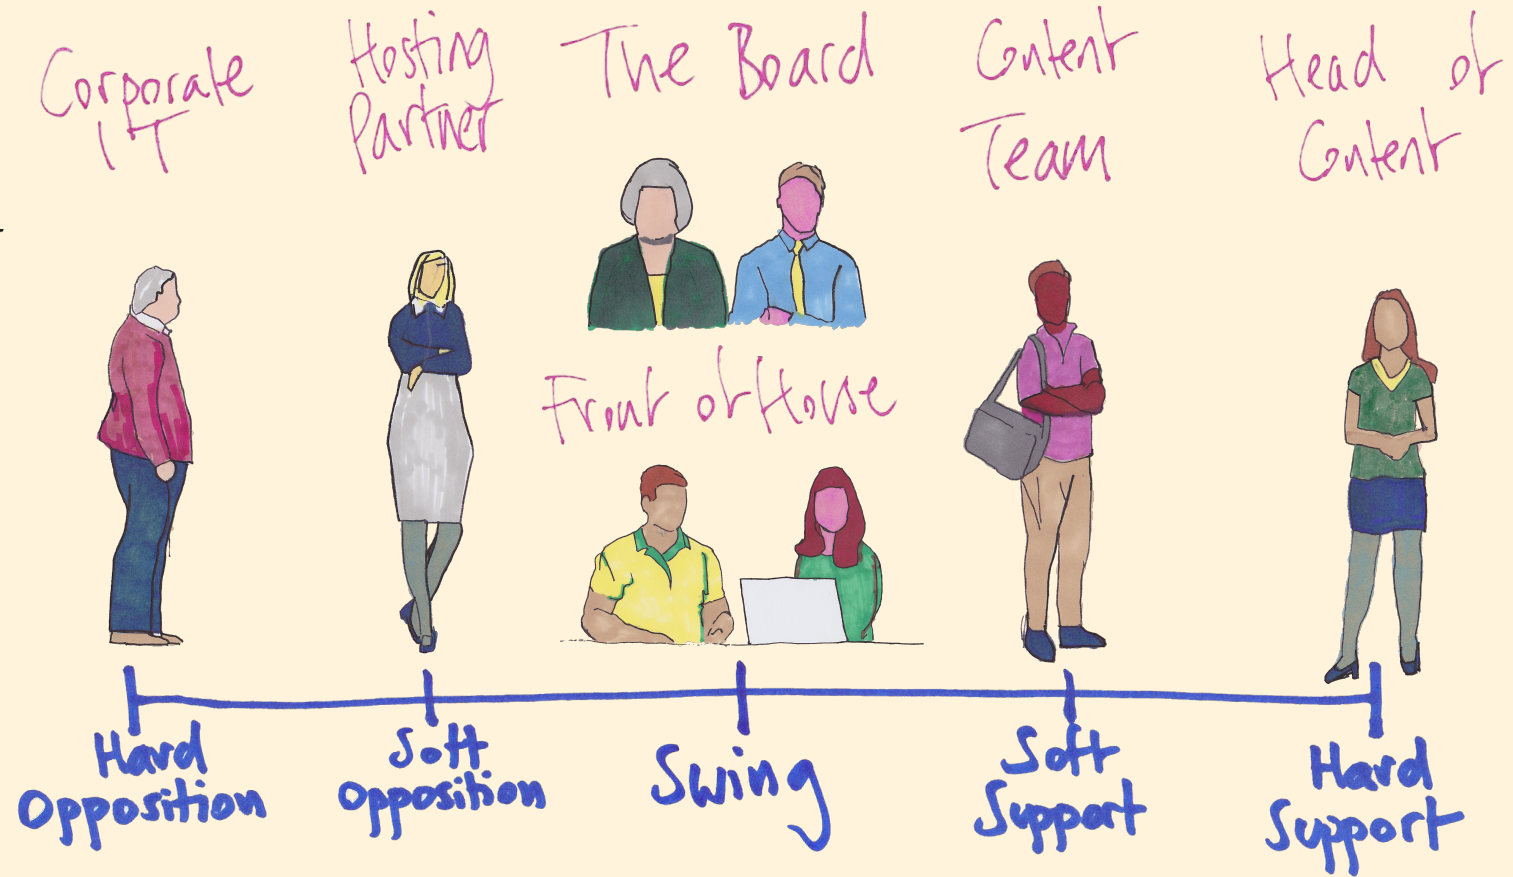 Corporate
IT
Hosting
Partner
The Board
Content
Team
Head of
Content
Front of House
Hard
Opposition
Soft
Opposition
Swing
Soft
Support
Hard
Support